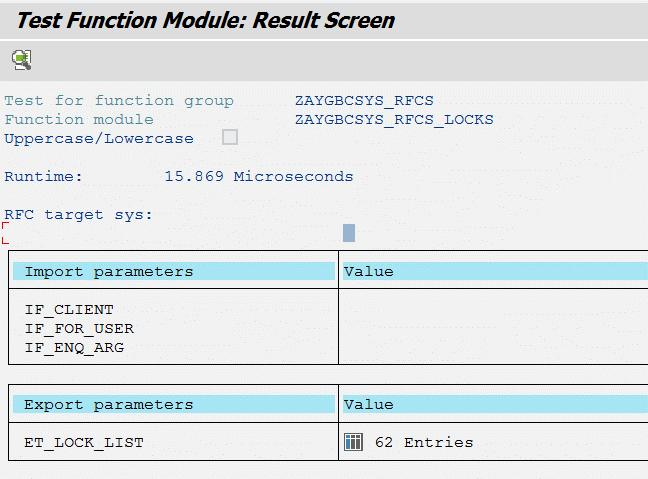 Test Function Module: Result Screen
Test for function group ZAYGBCSYS_RFCS
Function module ZAYGBCSYS_RFCS_LOCKS
Uppercase/Lowercase
Runtime: 15.869 Microseconds
RFC target sys:
Import parameters Value
IF_CLIENT
IF_FOR_USER
IF_ENQ_ARG
Export parameters Value
ET_LOCK_LIST 62 Entries